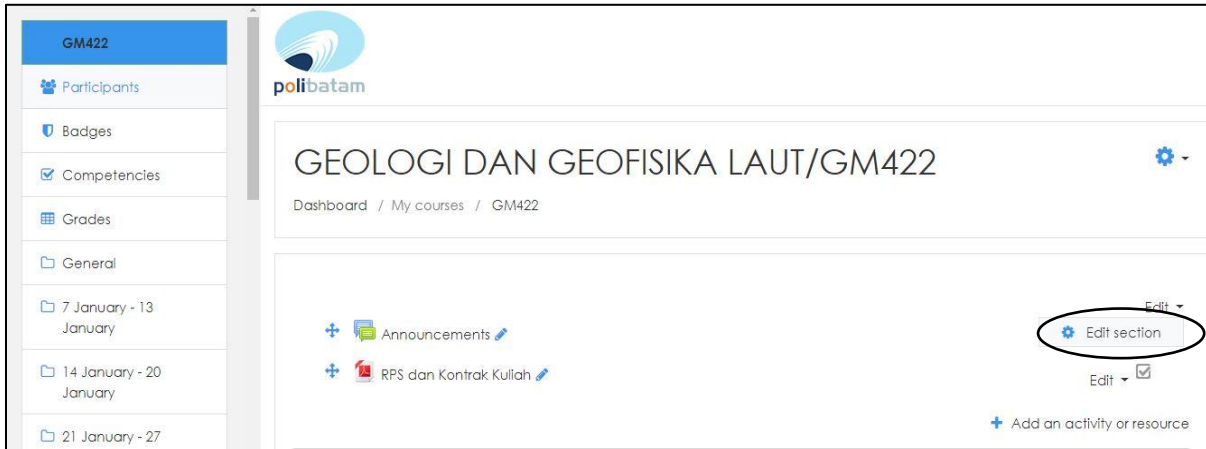 GM422
Participants
Badges
Competencies
Grades
General
7 January - 13
January
14 January - 20
January
21 January - 27
polibatam
GEOLOGI DAN GEOFISIKA LAUT/GM422
Dashboard / My courses / GM422
Edit
Announcements
Edit section
RPS dan Kontrak Kuliah
Edit
Add an activity or resource